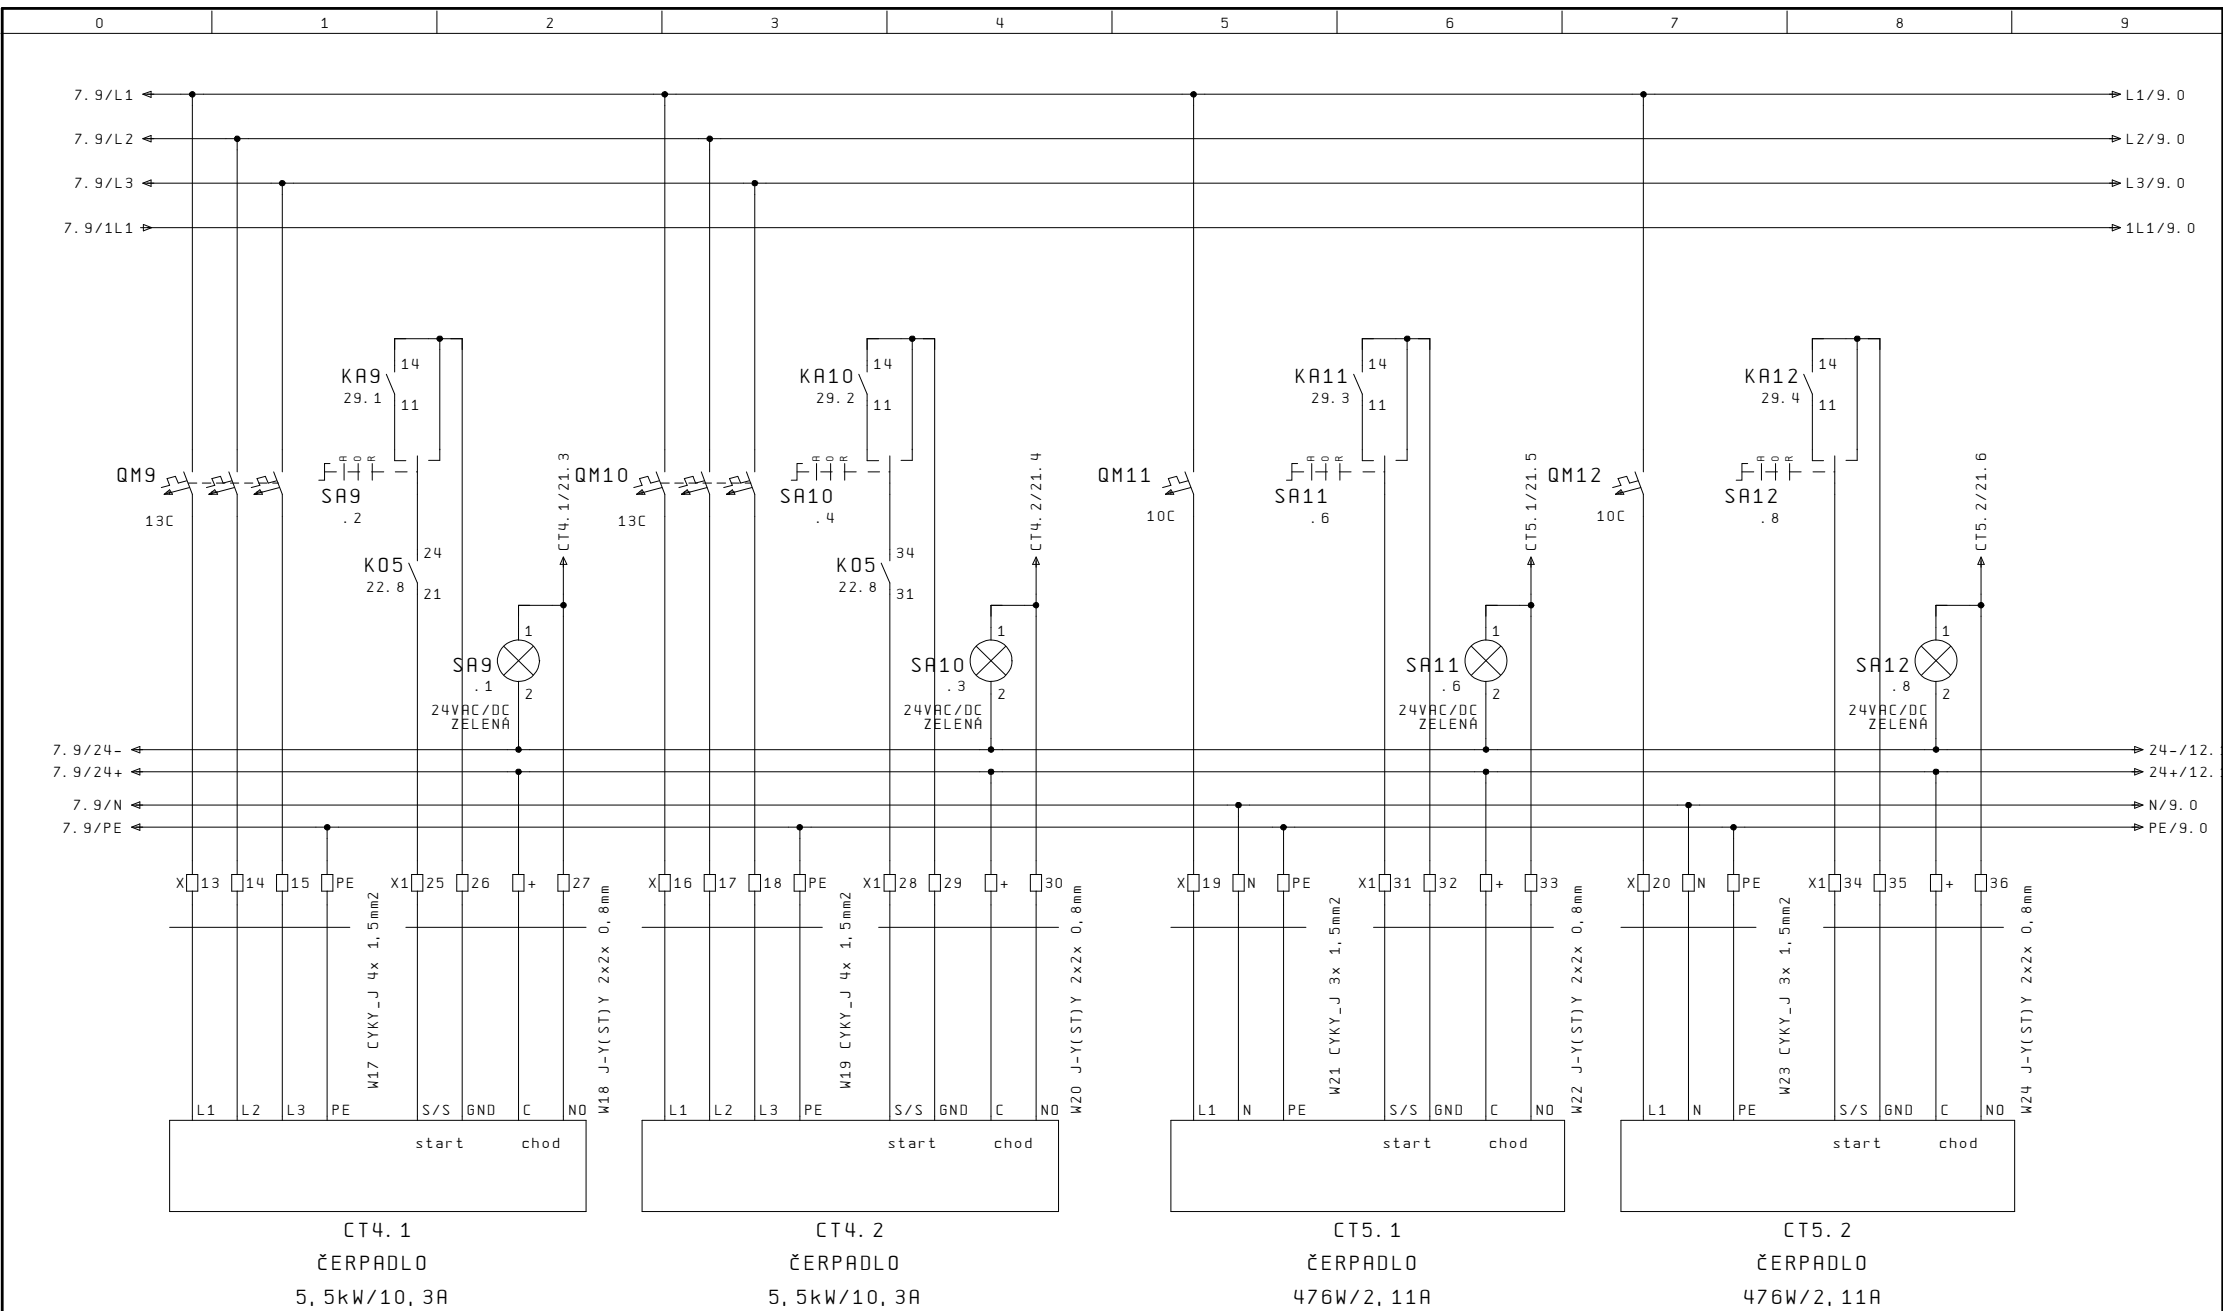 0 1 2 3 4 5 6 7 8 9
7.9/L1 L1/9.0
7.9/L2 L2/9.0
7.9/L3 L3/9.0
7.9/1L1 1L1/9.0
14 14 14 14
KA9 KA10 KA11 KA12
29.1 29.2 29.3 29.4
11 11 11 11
QM9 A O R QM10 A O R QM11 A O R QM12 A O R
SA9 SA10 SA11 SA12
.2 .4 .6 .8
13C 13C 10C 10C
CT4.1/21.3 CT4.2/21.4 CT5.1/21.5 CT5.2/21.6
24 34
KO5 KO5
22.8 22.8
21 31
1 1 1 1
SA9 SA10 SA11 SA12
.1 .3 .6 .8
2 2 2 2
24VAC/DC 24VAC/DC 24VAC/DC 24VAC/DC
ZELENÁ ZELENÁ ZELENÁ ZELENÁ
7.9/24- 24-/12.
7.9/24+ 24+/12.
7.9/N N/9.0
7.9/PE PE/9.0
X 13 14 15 PE X1 25 26 + 27 X 16 17 18 PE X1 28 29 + 30 X 19 N PE X1 31 32 + 33 X 20 N PE X1 34 35 + 36
W17 CYKY_J 4x 1,5mm2
W18 J-Y(ST)Y 2x2x 0,8mm
W19 CYKY_J 4x 1,5mm2
W20 J-Y(ST)Y 2x2x 0,8mm
W21 CYKY_J 3x 1,5mm2
W22 J-Y(ST)Y 2x2x 0,8mm
W23 CYKY_J 3x 1,5mm2
W24 J-Y(ST)Y 2x2x 0,8mm
L1 L2 L3 PE S/S GND C NO L1 L2 L3 PE S/S GND C NO L1 N PE S/S GND C NO L1 N PE S/S GND C NO
start chod start chod start chod start chod
CT4.1 CT4.2 CT5.1 CT5.2
ČERPADLO ČERPADLO ČERPADLO ČERPADLO
5,5kW/10,3A 5,5kW/10,3A 476W/2,11A 476W/2,11A